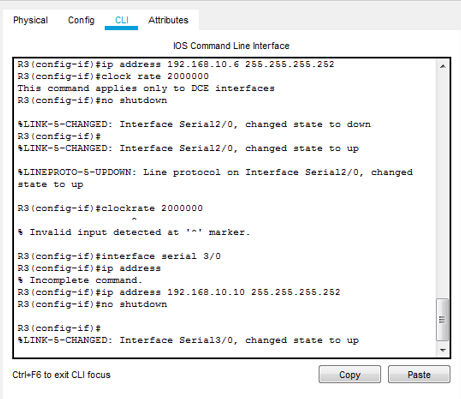 Physical Config CLI Attributes
IOS Command Line Interface
R3(config-if)#ip address 192.168.10.6 255.255.255.252
R3(config-if)#clock rate 2000000
This command applies only to DCE interfaces
R3(config-if)#no shutdown
%LINK-5-CHANGED: Interface Serial2/0, changed state to down
R3(config-if)#
%LINK-5-CHANGED: Interface Serial2/0, changed state to up
%LINEPROTO-5-UPDOWN: Line protocol on Interface Serial2/0, changed
state to up
R3(config-if)#clockrate 2000000
^
% Invalid input detected at '^' marker.
R3(config-if)#interface serial 3/0
R3(config-if)#ip address
% Incomplete command.
R3(config-if)#ip address 192.168.10.10 255.255.255.252
R3(config-if)#no shutdown
R3(config-if)#
%LINK-5-CHANGED: Interface Serial3/0, changed state to up
Ctrl+F6 to exit CLI focus
Copy Paste